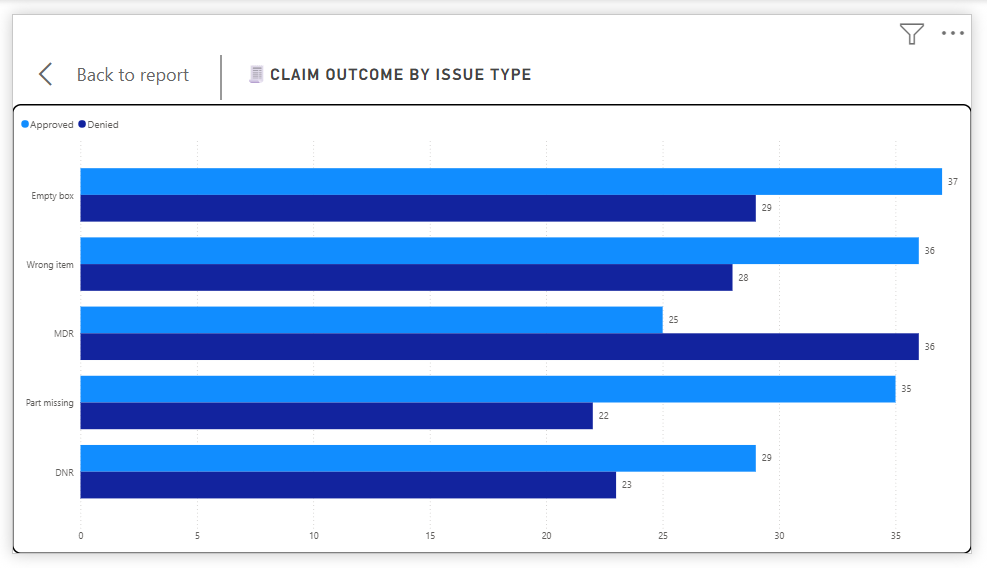 Back to report
CLAIM OUTCOME BY ISSUE TYPE
Approved Denied
Empty box
37
29
Wrong item
36
28
MDR
25
36
Part missing
35
22
DNR
29
23
0 5 10 15 20 25 30 35